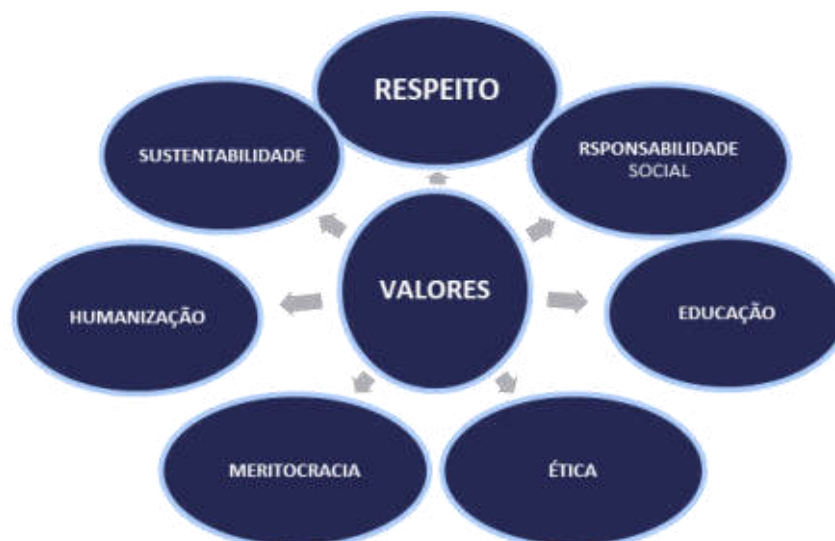 RESPEITO
SUSTENTABILIDADE
RSPONSABILIDADE
SOCIAL
VALORES
HUMANIZAÇÃO
EDUCAÇÃO
MERITOCRACIA
ÉTICA